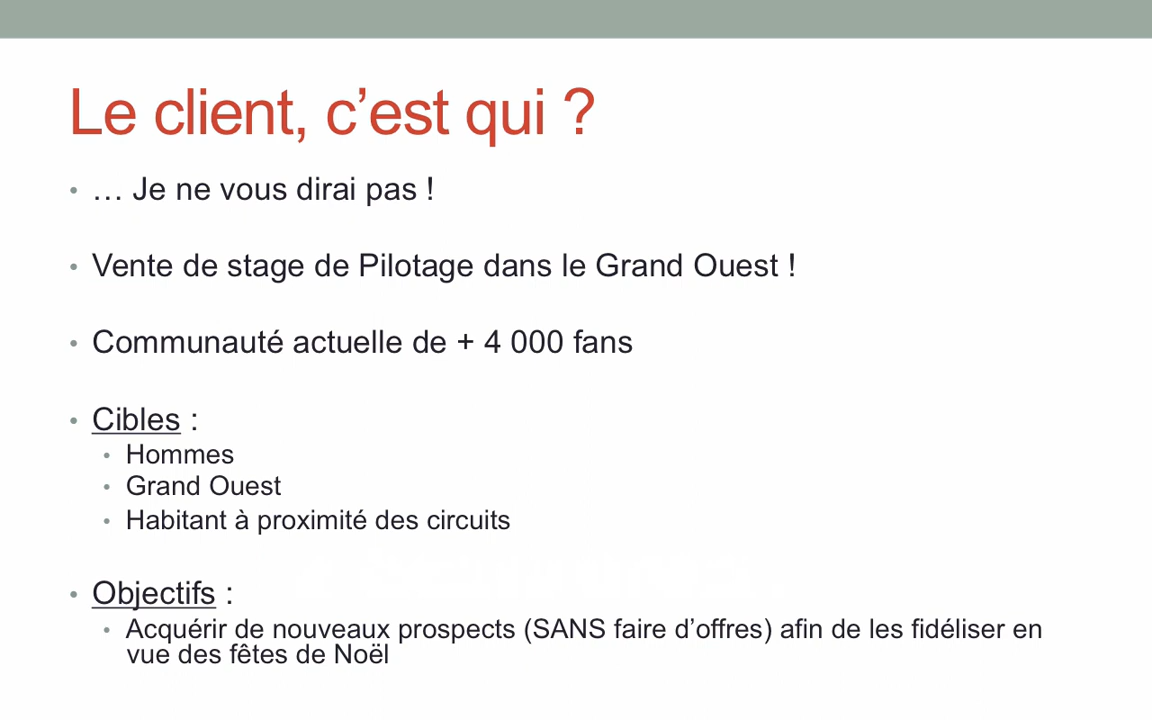 Le client, c’est qui ?
• … Je ne vous dirai pas !
• Vente de stage de Pilotage dans le Grand Ouest !
• Communauté actuelle de + 4 000 fans
• Cibles :
• Hommes
• Grand Ouest
• Habitant à proximité des circuits
• Objectifs :
• Acquérir de nouveaux prospects (SANS faire d’offres) afin de les fidéliser en
vue des fêtes de Noël